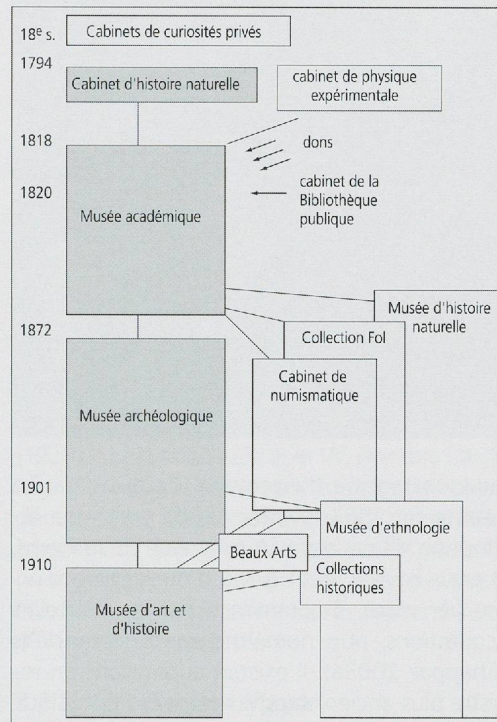 18e s.
Cabinets de curiosités privés
1794
Cabinet d'histoire naturelle
cabinet de physique
expérimentale
1818
dons
1820
cabinet de la
Bibliothèque
publique
Musée académique
Musée d'histoire
naturelle
1872
Collection Fol
Cabinet de
numismatique
Musée archéologique
1901
Musée d'ethnologie
Beaux Arts
1910
Collections
historiques
Musée d'art et
d'histoire